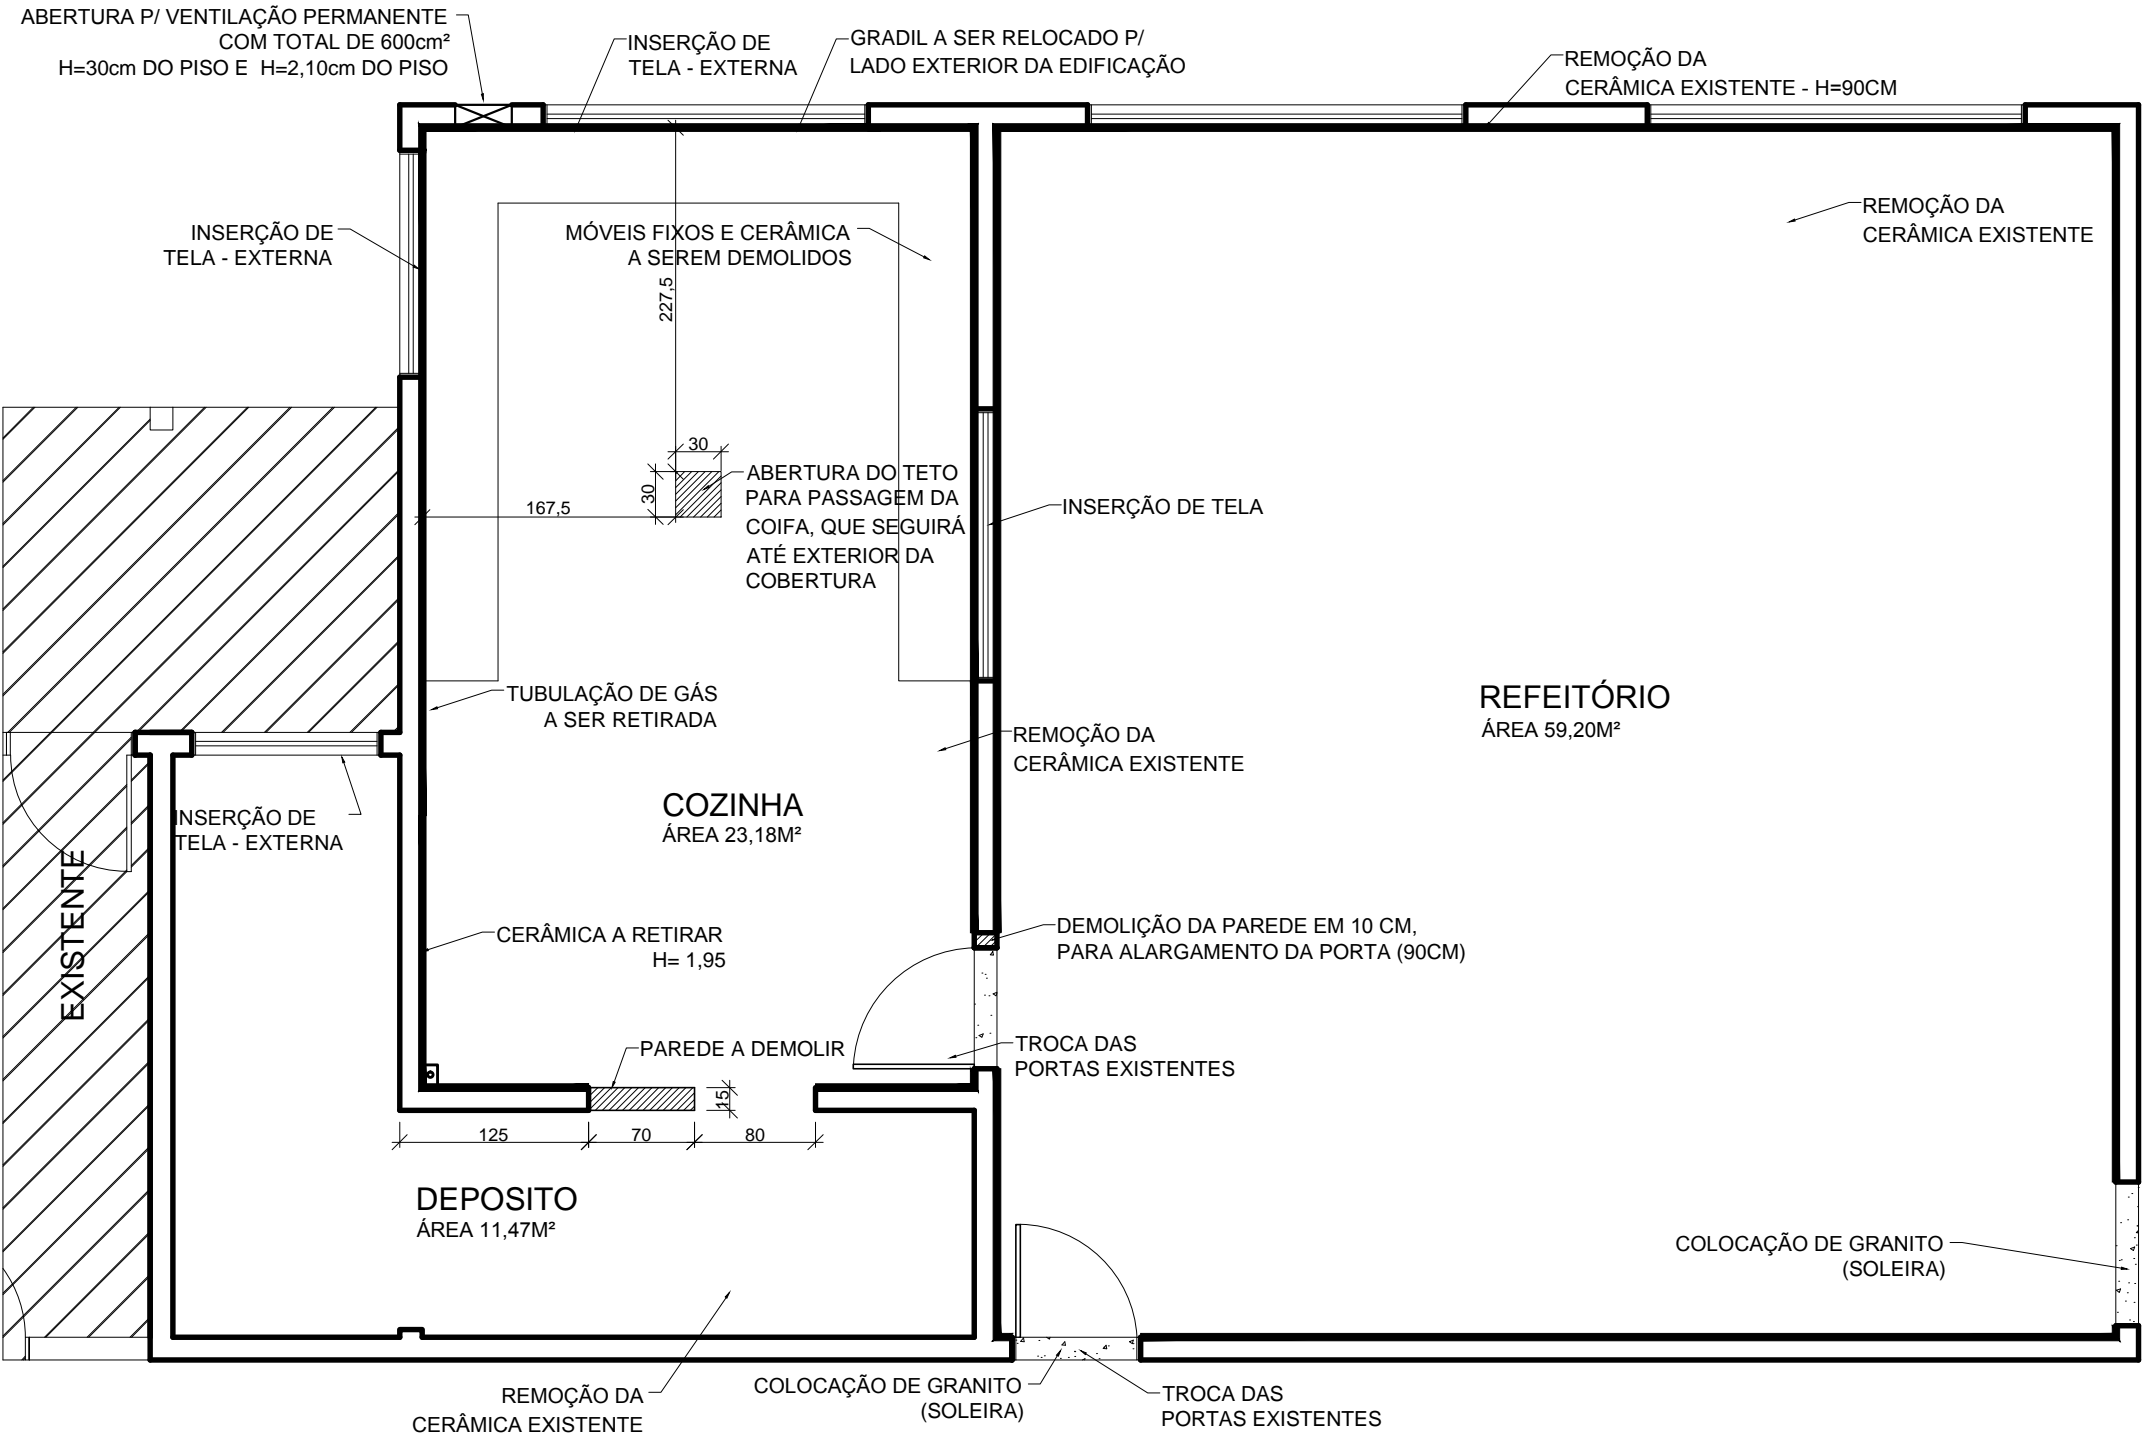 ABERTURA P/ VENTILAÇÃO PERMANENTE
COM TOTAL DE 600cm²
H=30cm DO PISO E  H=2,10cm DO PISO
INSERÇÃO DE
TELA - EXTERNA
GRADIL A SER RELOCADO P/
LADO EXTERIOR DA EDIFICAÇÃO
REMOÇÃO DA
CERÂMICA EXISTENTE - H=90CM
INSERÇÃO DE
TELA - EXTERNA
MÓVEIS FIXOS E CERÂMICA
A SEREM DEMOLIDOS
REMOÇÃO DA
CERÂMICA EXISTENTE
227,5
30
30
167,5
ABERTURA DO TETO
PARA PASSAGEM DA
COIFA, QUE SEGUIRÁ
ATÉ EXTERIOR DA
COBERTURA
INSERÇÃO DE TELA
TUBULAÇÃO DE GÁS
A SER RETIRADA
REFEITÓRIO
ÁREA 59,20M²
REMOÇÃO DA
CERÂMICA EXISTENTE
COZINHA
ÁREA 23,18M²
INSERÇÃO DE
TELA - EXTERNA
EXISTENTE
CERÂMICA A RETIRAR
H= 1,95
DEMOLIÇÃO DA PAREDE EM 10 CM,
PARA ALARGAMENTO DA PORTA (90CM)
PAREDE A DEMOLIR
TROCA DAS
PORTAS EXISTENTES
15
125
70
80
DEPOSITO
ÁREA 11,47M²
COLOCAÇÃO DE GRANITO
(SOLEIRA)
REMOÇÃO DA
CERÂMICA EXISTENTE
COLOCAÇÃO DE GRANITO
(SOLEIRA)
TROCA DAS
PORTAS EXISTENTES